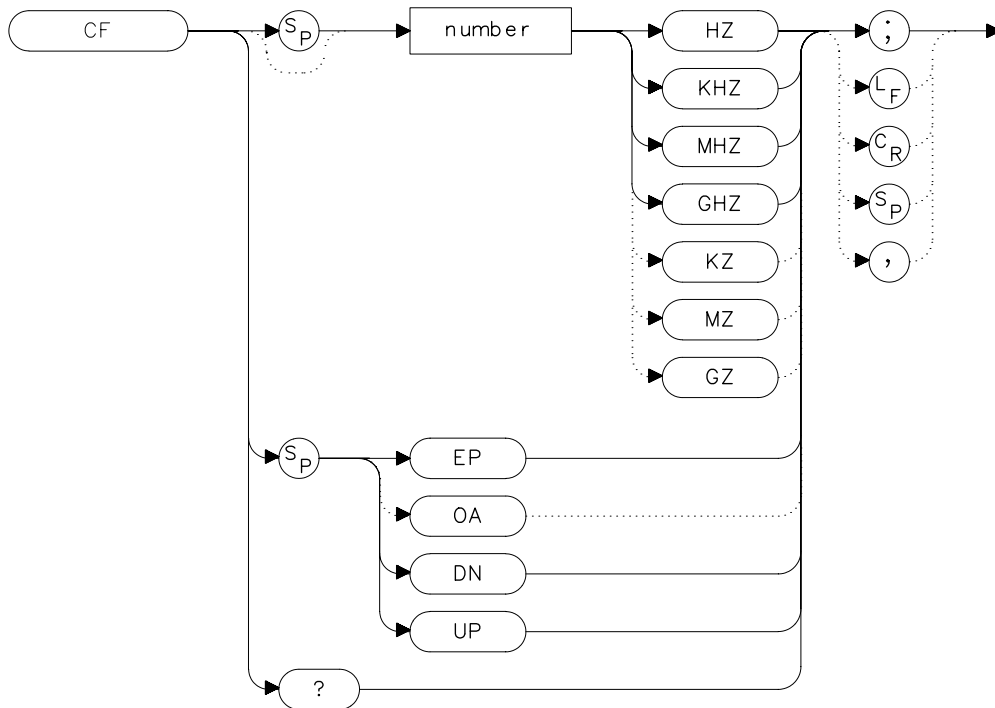 CF SP number HZ ;
KHZ LF
MHZ CR
GHZ SP
KZ ,
MZ
GZ
SP EP
OA
DN
UP
?